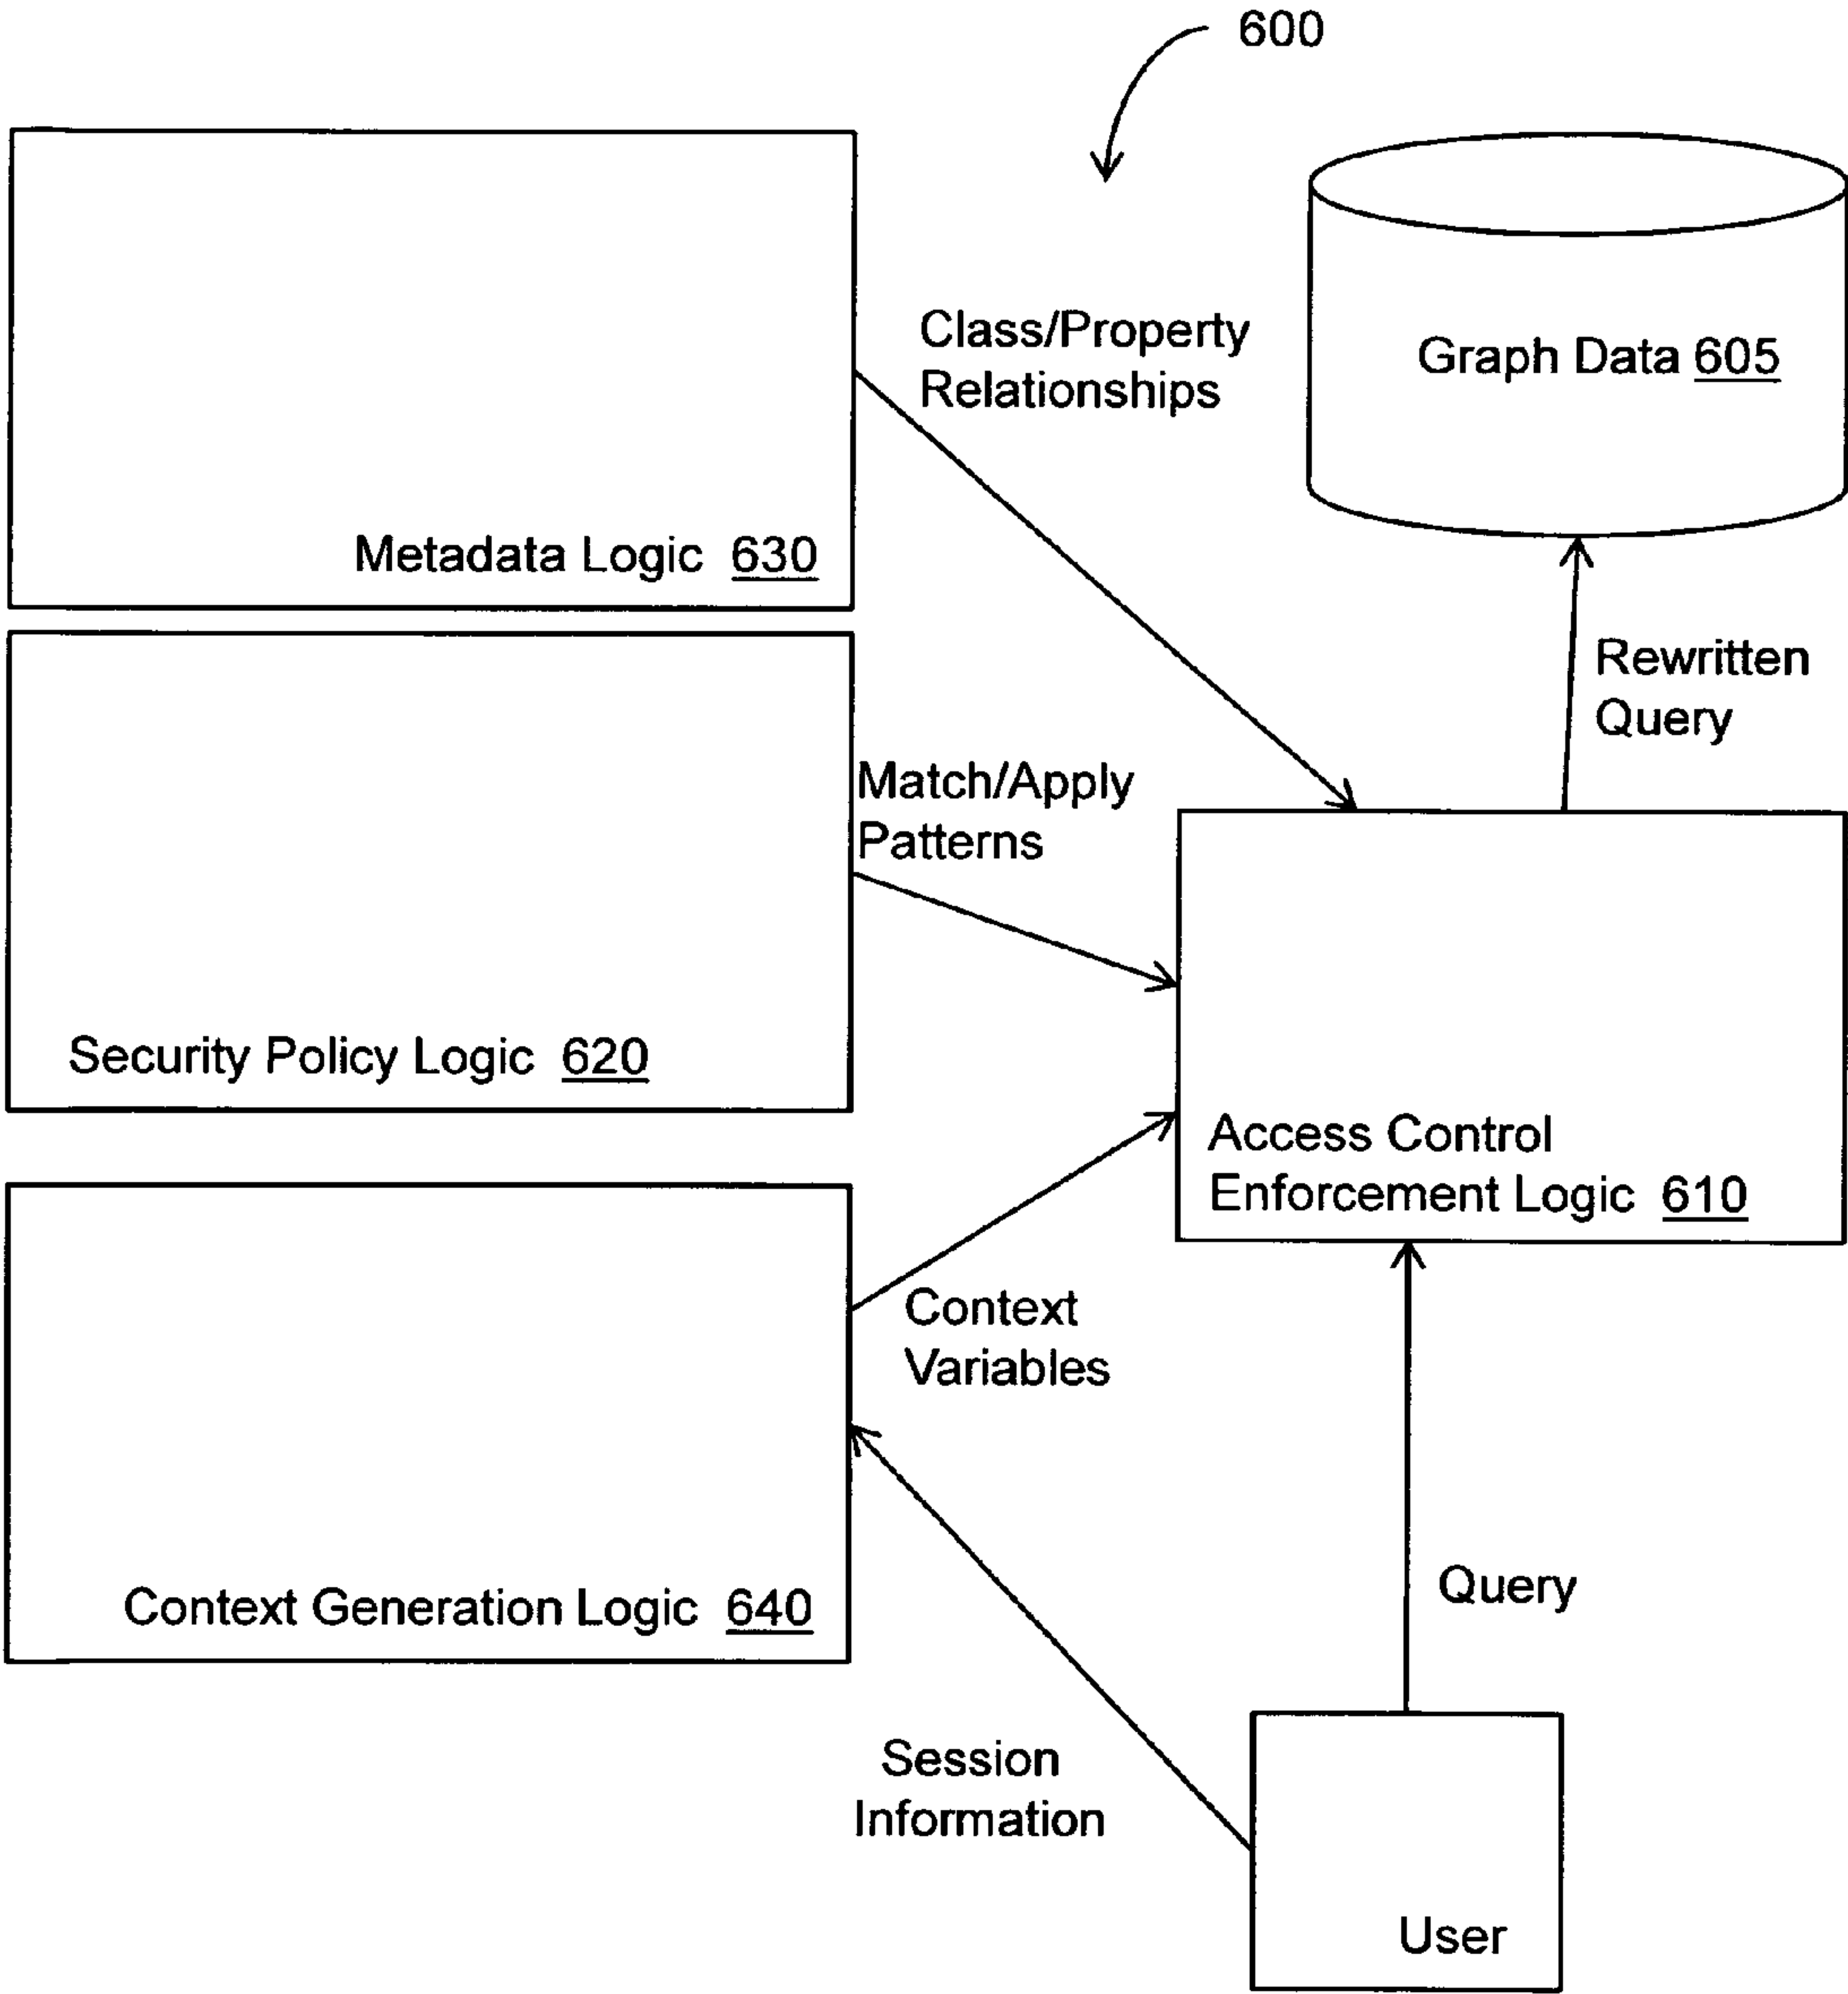 600
Class/Property
Relationships
Graph Data 605
Metadata Logic 630
Rewritten
Query
Match/Apply
Patterns
Security Policy Logic 620
Access Control
Enforcement Logic 610
Context
Variables
Context Generation Logic 640
Query
Session
Information
User